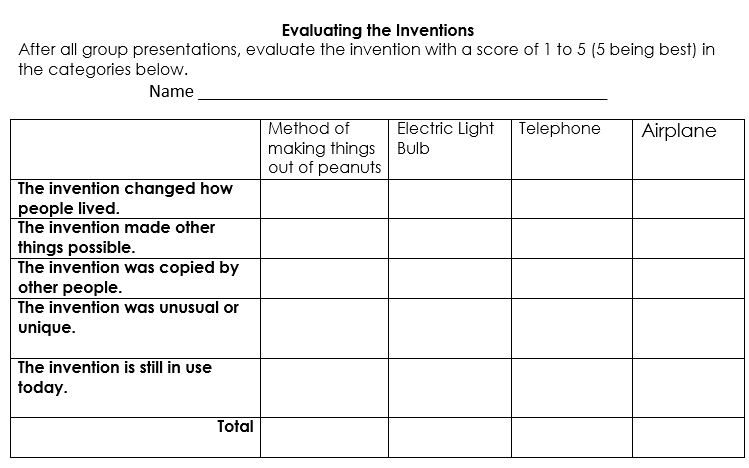 Evaluating the Inventions
After all group presentations, evaluate the invention with a score of 1 to 5 (5 being best) in
the categories below.
Name
Method of
making things
out of peanuts
Electric Light
Bulb
Telephone
Airplane
The invention changed how
people lived.
The invention made other
things possible.
The invention was copied by
other people.
The invention was unusual or
unique.
The invention is still in use
today.
Total